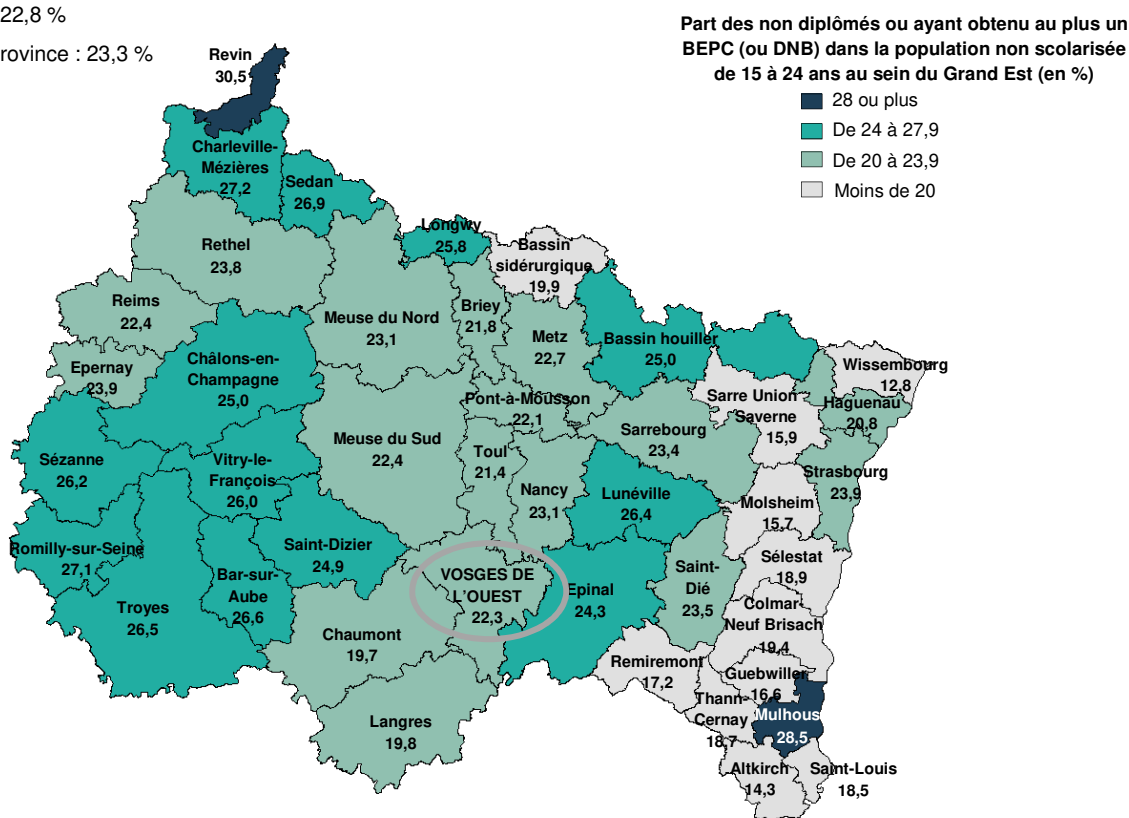 22,8 %
rovince : 23,3 %
Part des non diplômés ou ayant obtenu au plus un
BEPC (ou DNB) dans la population non scolarisée
de 15 à 24 ans au sein du Grand Est (en %)
28 ou plus
De 24 à 27,9
De 20 à 23,9
Moins de 20
Revin
30,5
Charleville-
Mézières
27,2
Sedan
26,9
Rethel
23,8
Longwy
25,8
Bassin
sidérurgique
19,9
Reims
22,4
Meuse du Nord
23,1
Briey
21,8
Metz
22,7
Bassin houiller
25,0
Wissembourg
12,8
Epernay
23,9
Châlons-en-
Champagne
25,0
Pont-à-Mousson
22,1
Sarre Union
Saverne
15,9
Haguenau
20,8
Meuse du Sud
22,4
Toul
21,4
Sarrebourg
23,4
Strasbourg
23,9
Sézanne
26,2
Vitry-le-
François
26,0
Nancy
23,1
Lunéville
26,4
Molsheim
15,7
Romilly-sur-Seine
27,1
Saint-Dizier
24,9
Sélestat
18,9
Bar-sur-
Aube
26,6
Troyes
26,5
VOSGES DE
L'OUEST
22,3
Epinal
24,3
Saint-
Dié
23,5
Colmar-
Neuf Brisach
19,4
Chaumont
19,7
Remiremont
17,2
Guebwiller
16,6
Thann-
Cernay
18,7
Mulhous
28,5
Langres
19,8
Altkirch
14,3
Saint-Louis
18,5